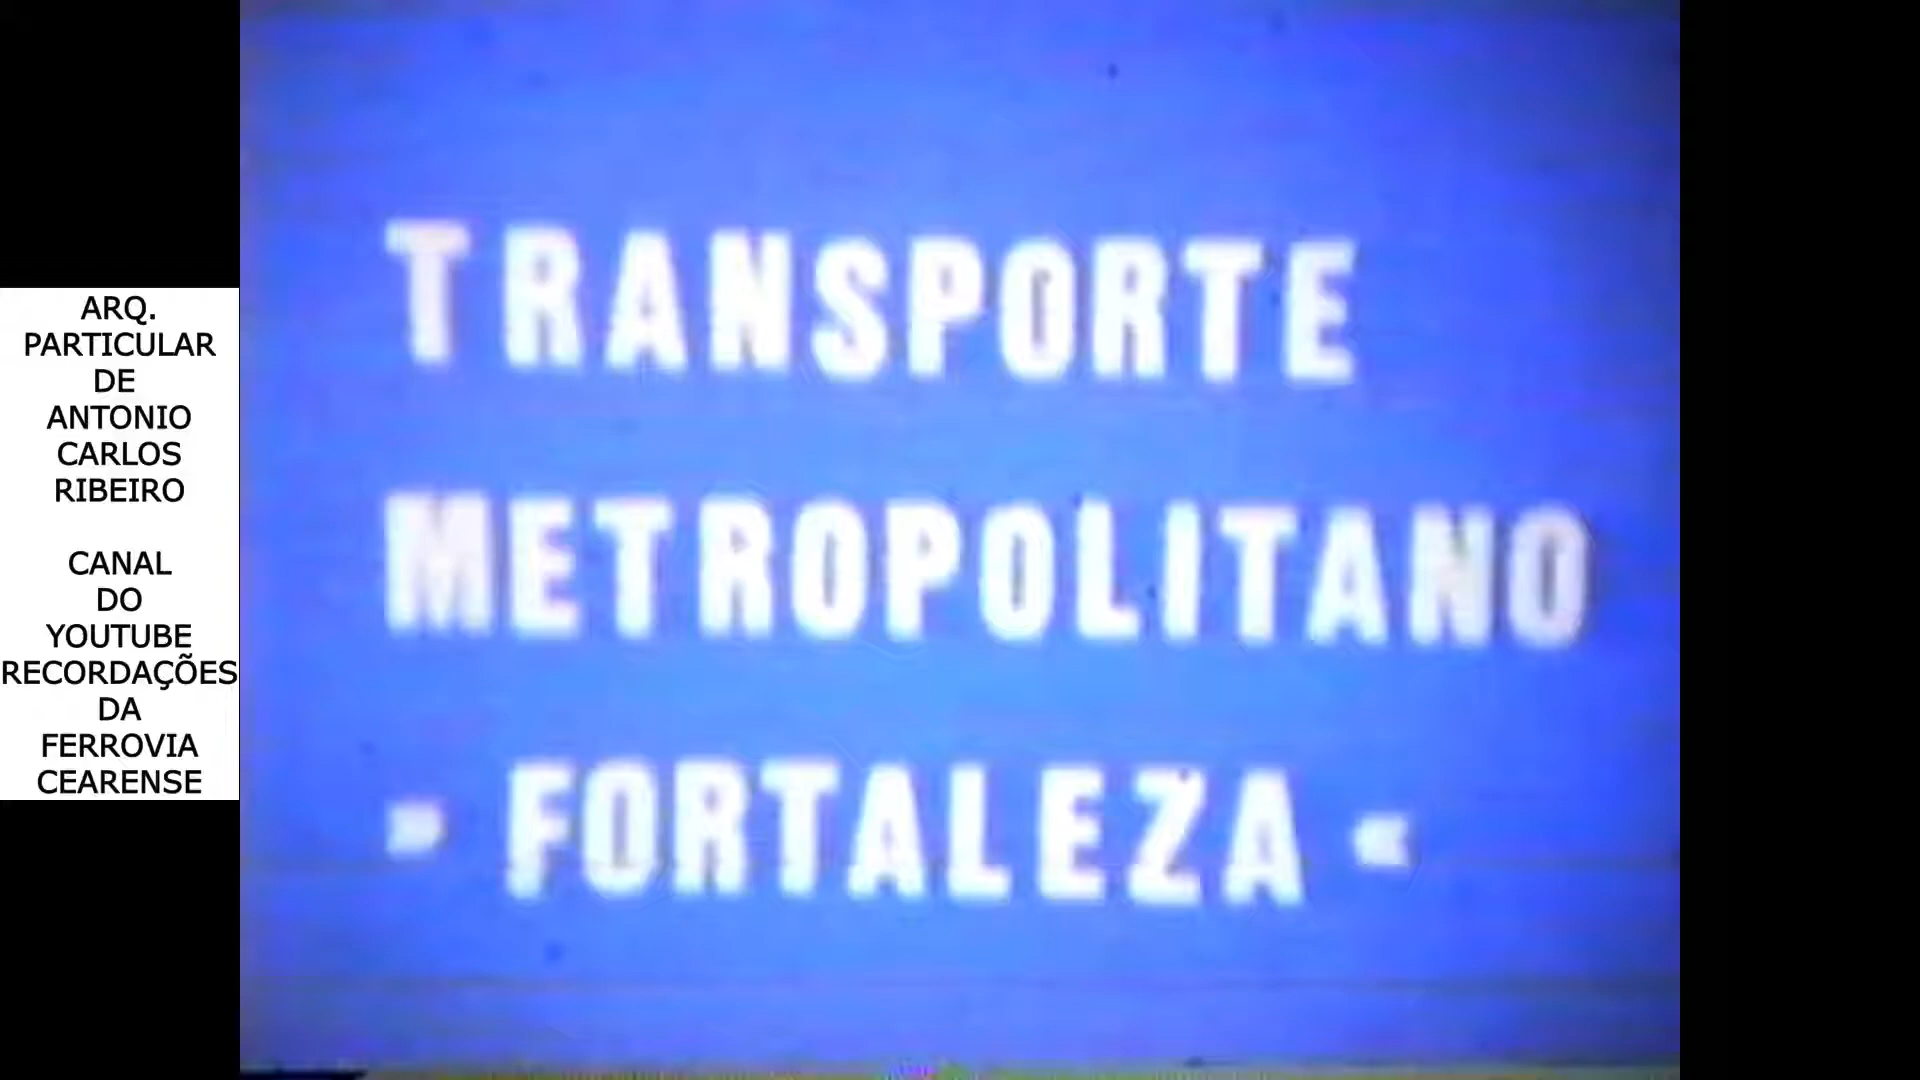 ARQ.
PARTICULAR
DE
ANTONIO
CARLOS
RIBEIRO
CANAL
DO
YOUTUBE
RECORDAÇÕES
DA
FERROVIA
CEARENSE
TRANSPORTE
METROPOLITANO
» FORTALEZA «